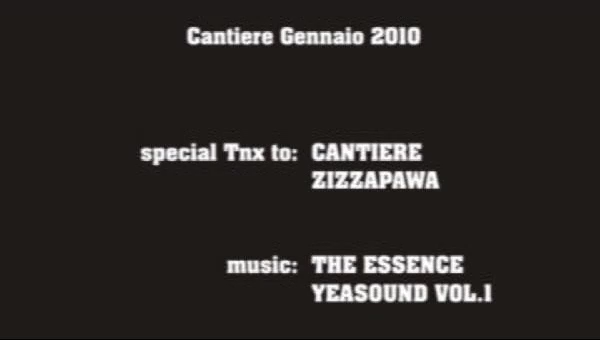 Cantiere Gennaio 2010
special Tnx to: CANTIERE
ZIZZAPAWA
music: THE ESSENCE
YEASOUND VOL.1